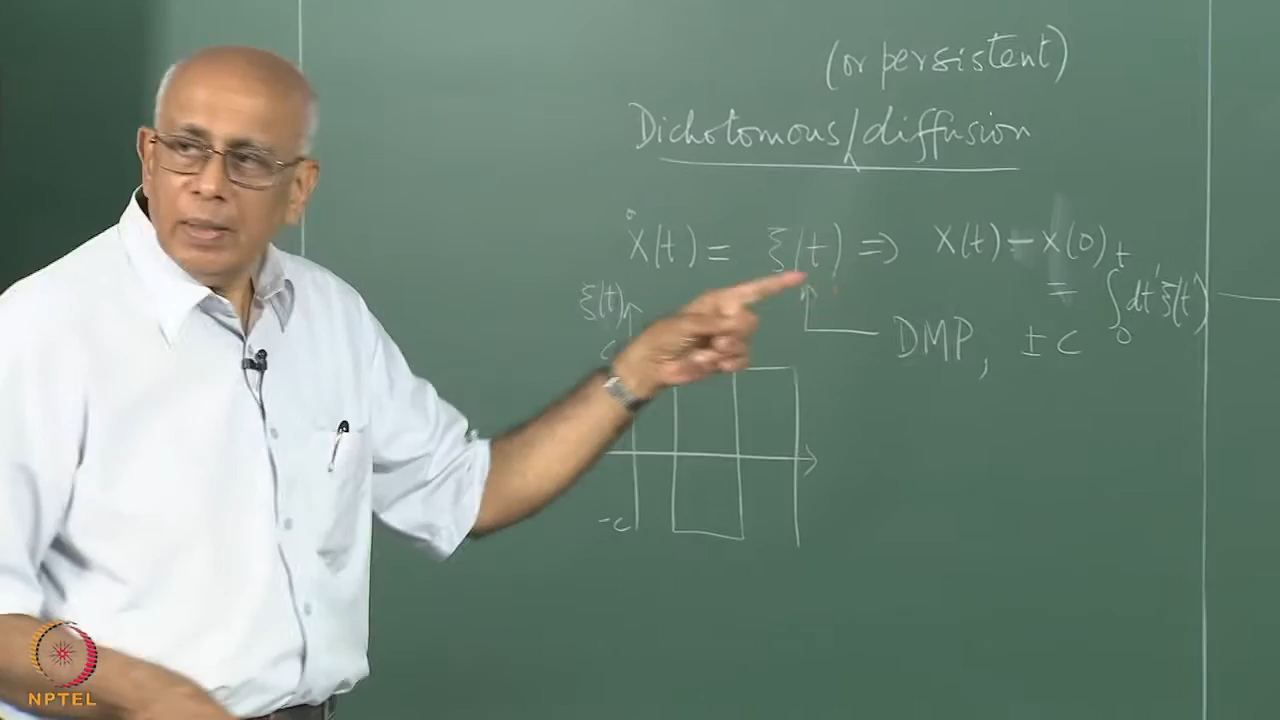 (or persistent)
Dichotomous/diffusion
Ẋ(t) = ξ(t) ⇒ X(t) - X(0)
= ∫₀ᵗ dt' ξ(t')
ξ(t)
c
DMP, ± c
-c
NPTEL